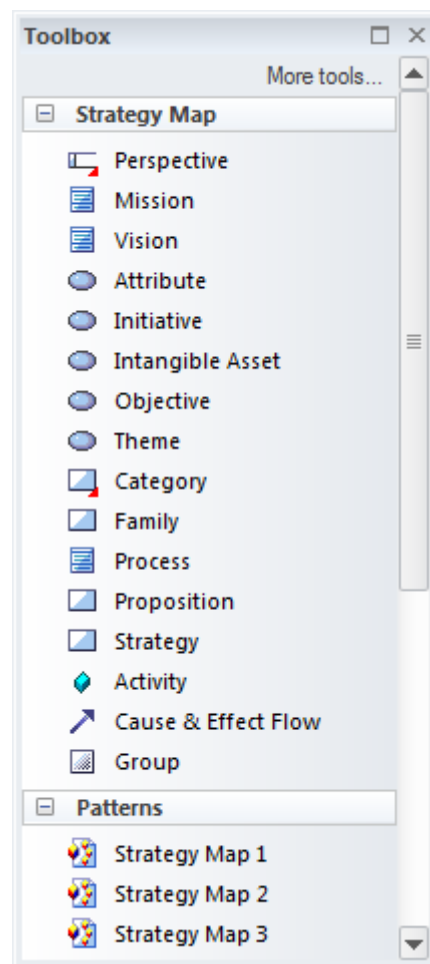 Toolbox
More tools...
Strategy Map
Perspective
Mission
Vision
Attribute
Initiative
Intangible Asset
Objective
Theme
Category
Family
Process
Proposition
Strategy
Activity
Cause & Effect Flow
Group
Patterns
Strategy Map 1
Strategy Map 2
Strategy Map 3